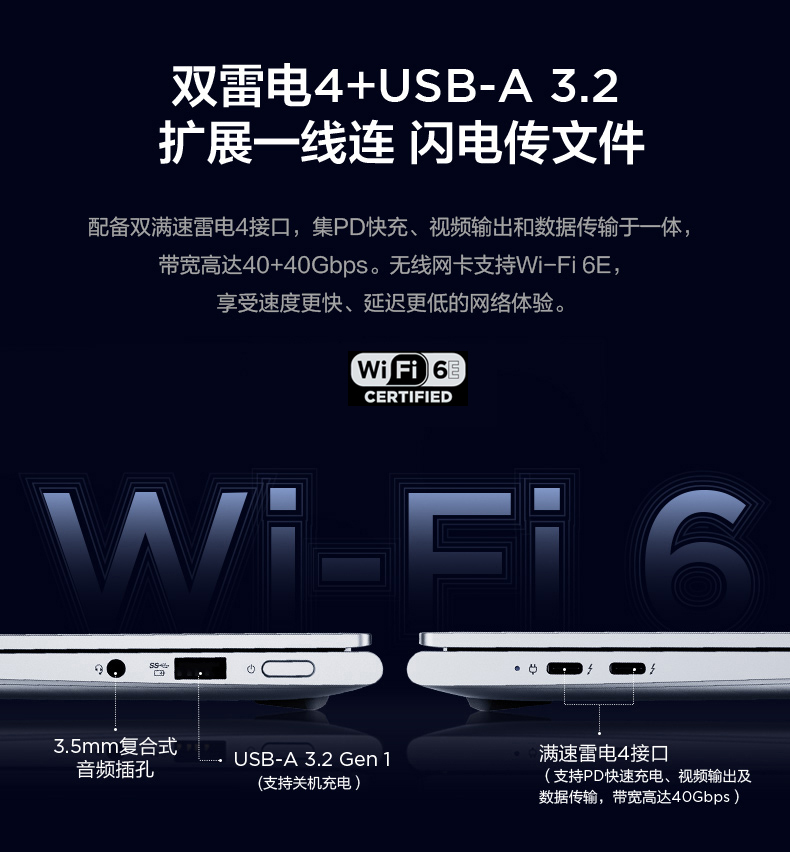 双雷电4+USB-A 3.2
扩展一线连 闪电传文件
配备双满速雷电4接口，集PD快充、视频输出和数据传输于一体，
带宽高达40+40Gbps。无线网卡支持Wi-Fi 6E，
享受速度更快、延迟更低的网络体验。
Wi Fi 6E
CERTIFIED
Wi-Fi 6
SS
3.5mm复合式
音频插孔
USB-A 3.2 Gen 1
(支持关机充电）
满速雷电4接口
（支持PD快速充电、视频输出及
数据传输，带宽高达40Gbps）